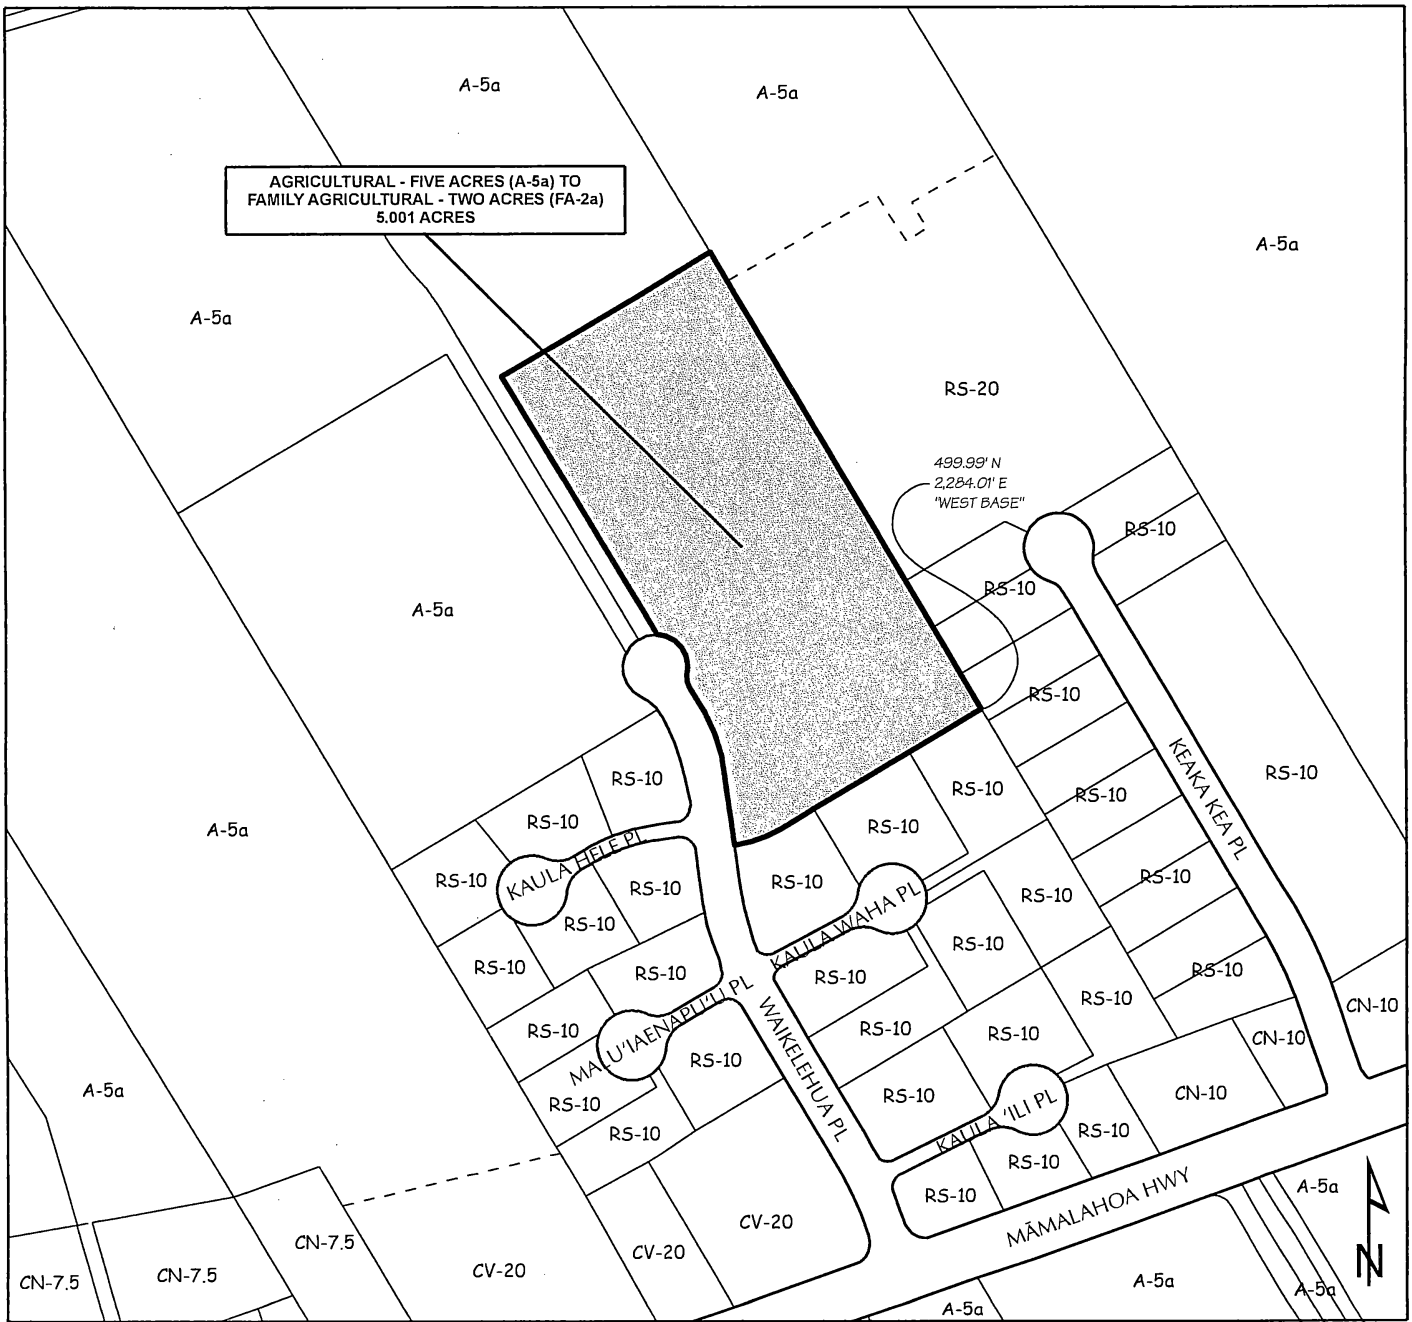 A-5a
A-5a
AGRICULTURAL - FIVE ACRES (A-5a) TO
FAMILY AGRICULTURAL - TWO ACRES (FA-2a)
5.001 ACRES
A-5a
A-5a
RS-20
499.99' N
2,284.01' E
"WEST BASE"
RS-10
RS-10
A-5a
RS-10
KEAKA KEA PL
RS-10
RS-10
RS-10
RS-10
RS-10
RS-10
A-5a
KAULA HELE PL
RS-10
RS-10
RS-10
KAULA WAHA PL
RS-10
RS-10
RS-10
RS-10
RS-10
RS-10
RS-10
RS-10
RS-10
MALU'IAENAPU'U PL
WAIKELEHUA PL
RS-10
RS-10
RS-10
RS-10
RS-10
CN-10
CN-10
A-5a
RS-10
RS-10
KAULA 'ILI PL
CN-10
RS-10
RS-10
RS-10
RS-10
MĀMALAHOA HWY
A-5a
CV-20
CN-7.5
CV-20
CV-20
CN-7.5
CN-7.5
A-5a
A-5a
A-5a
N